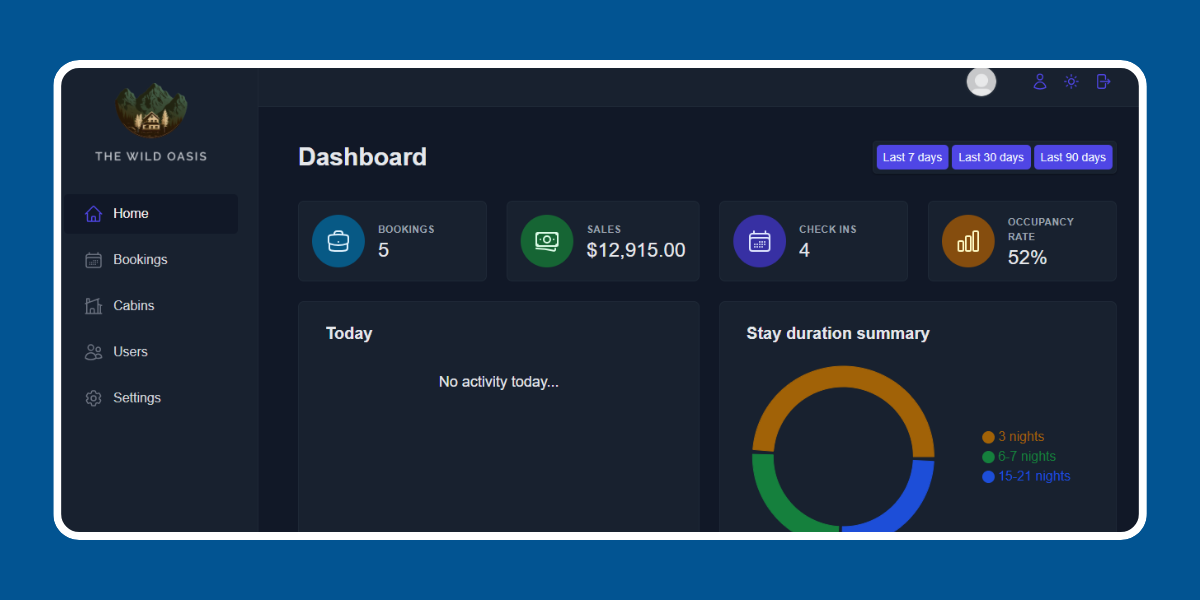 THE WILD OASIS
Home
Bookings
Cabins
Users
Settings
Dashboard
Last 7 days
Last 30 days
Last 90 days
BOOKINGS
5
SALES
$12,915.00
CHECK INS
4
OCCUPANCY
RATE
52%
Today
No activity today...
Stay duration summary
3 nights
6-7 nights
15-21 nights